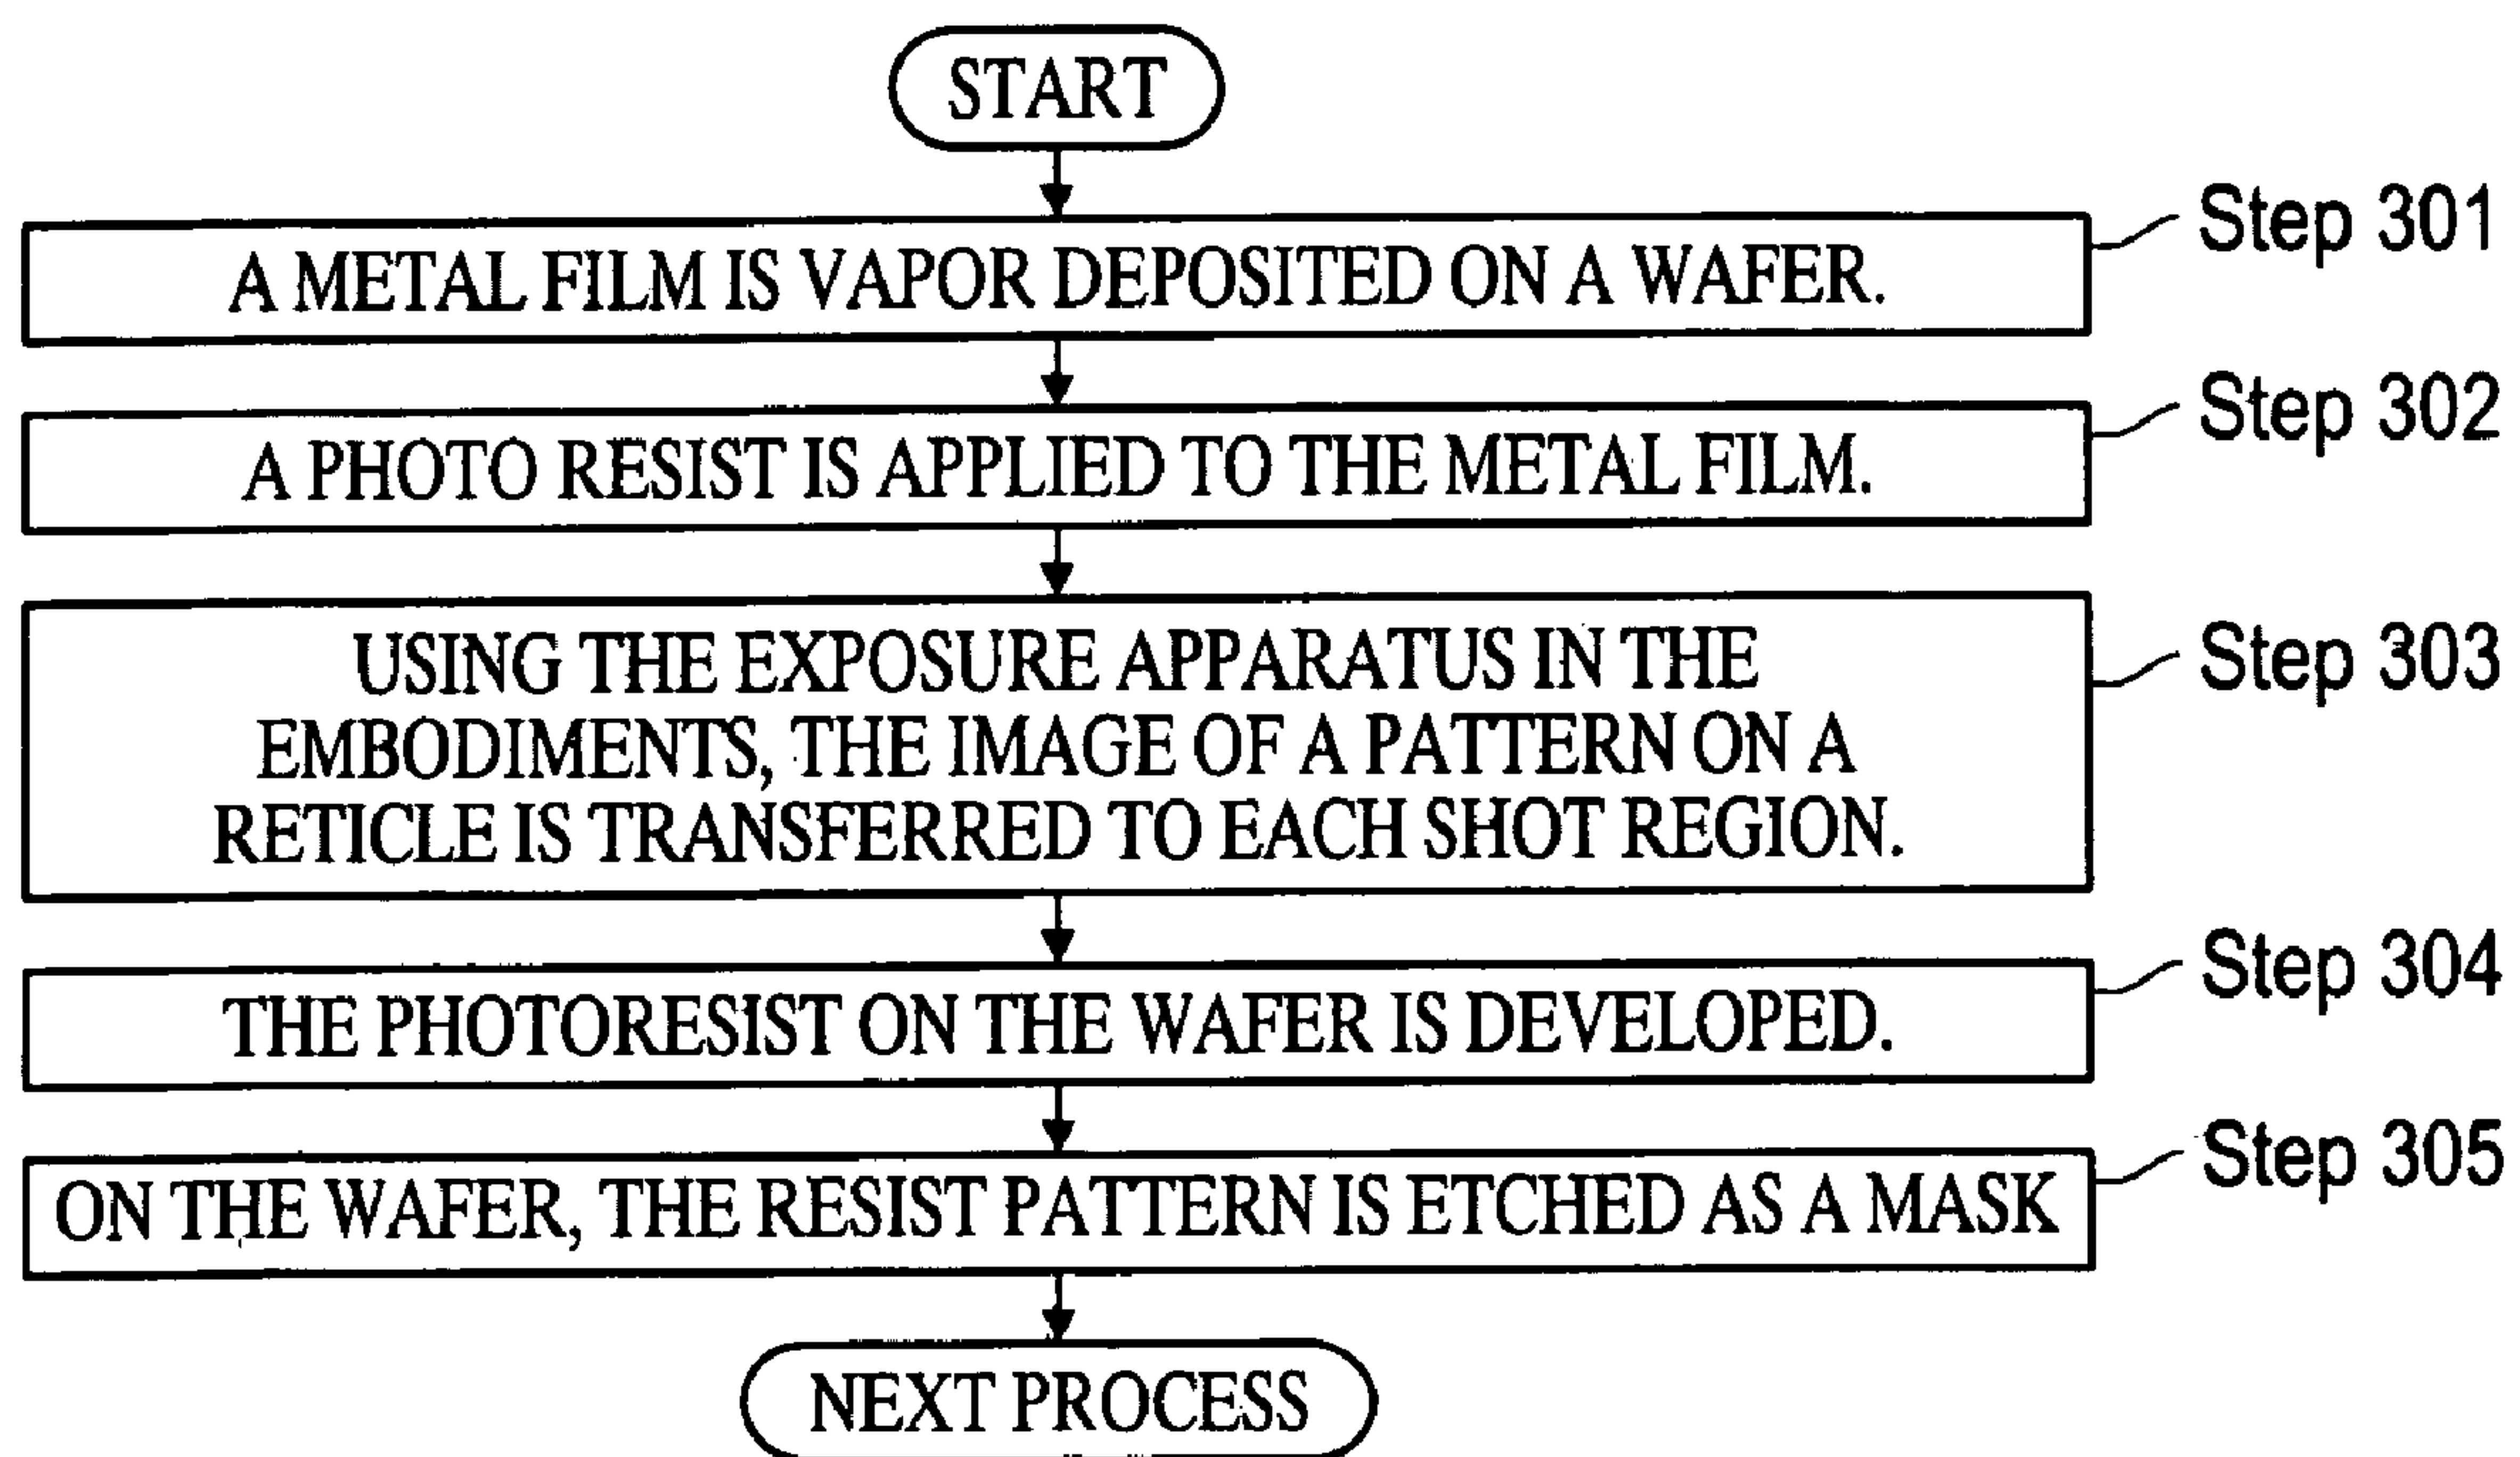 START
A METAL FILM IS VAPOR DEPOSITED ON A WAFER.
Step 301
A PHOTO RESIST IS APPLIED TO THE METAL FILM.
Step 302
USING THE EXPOSURE APPARATUS IN THE
EMBODIMENTS, THE IMAGE OF A PATTERN ON A
RETICLE IS TRANSFERRED TO EACH SHOT REGION.
Step 303
THE PHOTORESIST ON THE WAFER IS DEVELOPED.
Step 304
ON THE WAFER, THE RESIST PATTERN IS ETCHED AS A MASK
Step 305
NEXT PROCESS